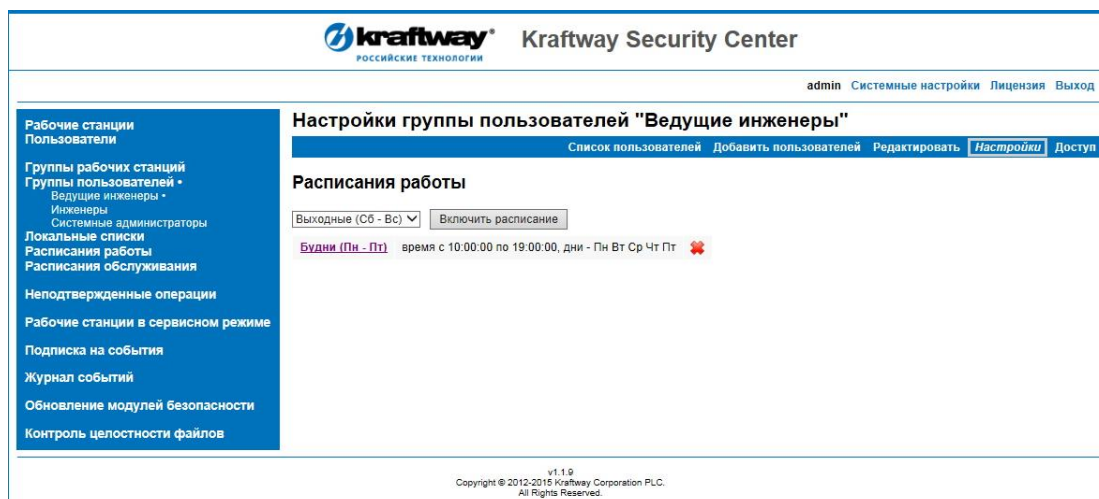 kraftway®
РОССИЙСКИЕ ТЕХНОЛОГИИ
Kraftway Security Center
admin Системные настройки Лицензия Выход
Рабочие станции
Пользователи
Группы рабочих станций
Группы пользователей •
Ведущие инженеры •
Инженеры
Системные администраторы
Локальные списки
Расписания работы
Расписания обслуживания
Неподтвержденные операции
Рабочие станции в сервисном режиме
Подписка на события
Журнал событий
Обновление модулей безопасности
Контроль целостности файлов
Настройки группы пользователей "Ведущие инженеры"
Список пользователей Добавить пользователей Редактировать Настройки Доступ
Расписания работы
Выходные (Сб - Вс) Включить расписание
Будни (Пн - Пт) время с 10:00:00 по 19:00:00, дни - Пн Вт Ср Чт Пт
v1.1.9
Copyright © 2012-2015 Kraftway Corporation PLC.
All Rights Reserved.